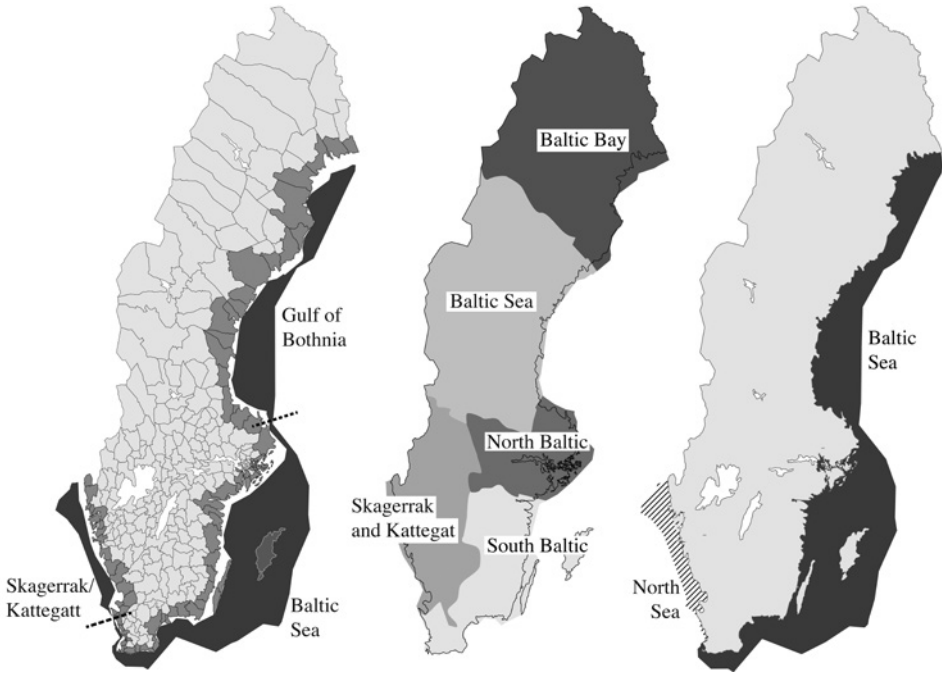 Gulf of
Bothnia
Skagerrak/
Kattegatt
Baltic
Sea
Baltic Bay
Baltic Sea
North Baltic
Skagerrak
and Kattegat
South Baltic
Baltic
Sea
North
Sea